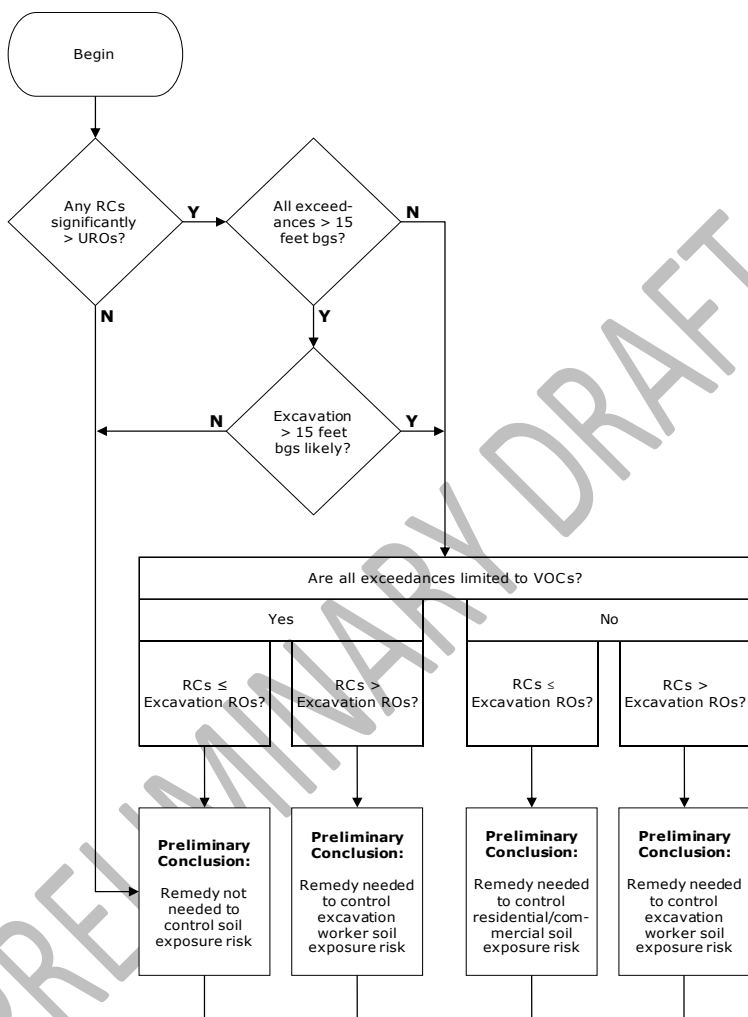 Begin
Any RCs
significantly
> UROs?
Y
All exceed-
ances > 15
feet bgs?
N
N
Y
N
Excavation
> 15 feet
bgs likely?
Y
PRELIMINARY DRAFT
Are all exceedances limited to VOCs?
Yes
No
RCs ≤
Excavation ROs?
RCs >
Excavation ROs?
RCs ≤
Excavation ROs?
RCs >
Excavation ROs?
Preliminary
Conclusion:
Remedy not
needed to
control soil
exposure risk
Preliminary
Conclusion:
Remedy needed
to control
excavation
worker soil
exposure risk
Preliminary
Conclusion:
Remedy needed
to control
residential/com-
mercial soil
exposure risk
Preliminary
Conclusion:
Remedy needed
to control
excavation
worker soil
exposure risk